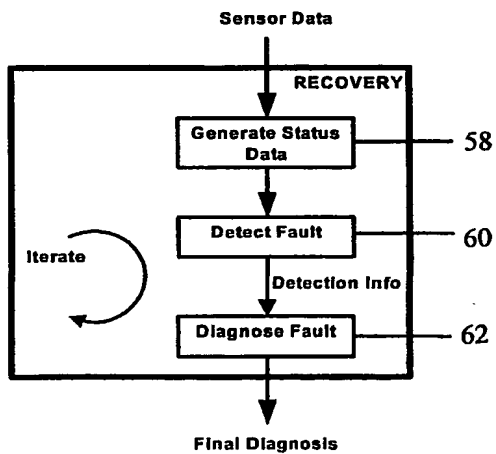 Sensor Data
RECOVERY
Generate Status
Data
58
Detect Fault
60
Iterate
Detection Info
Diagnose Fault
62
Final Diagnosis